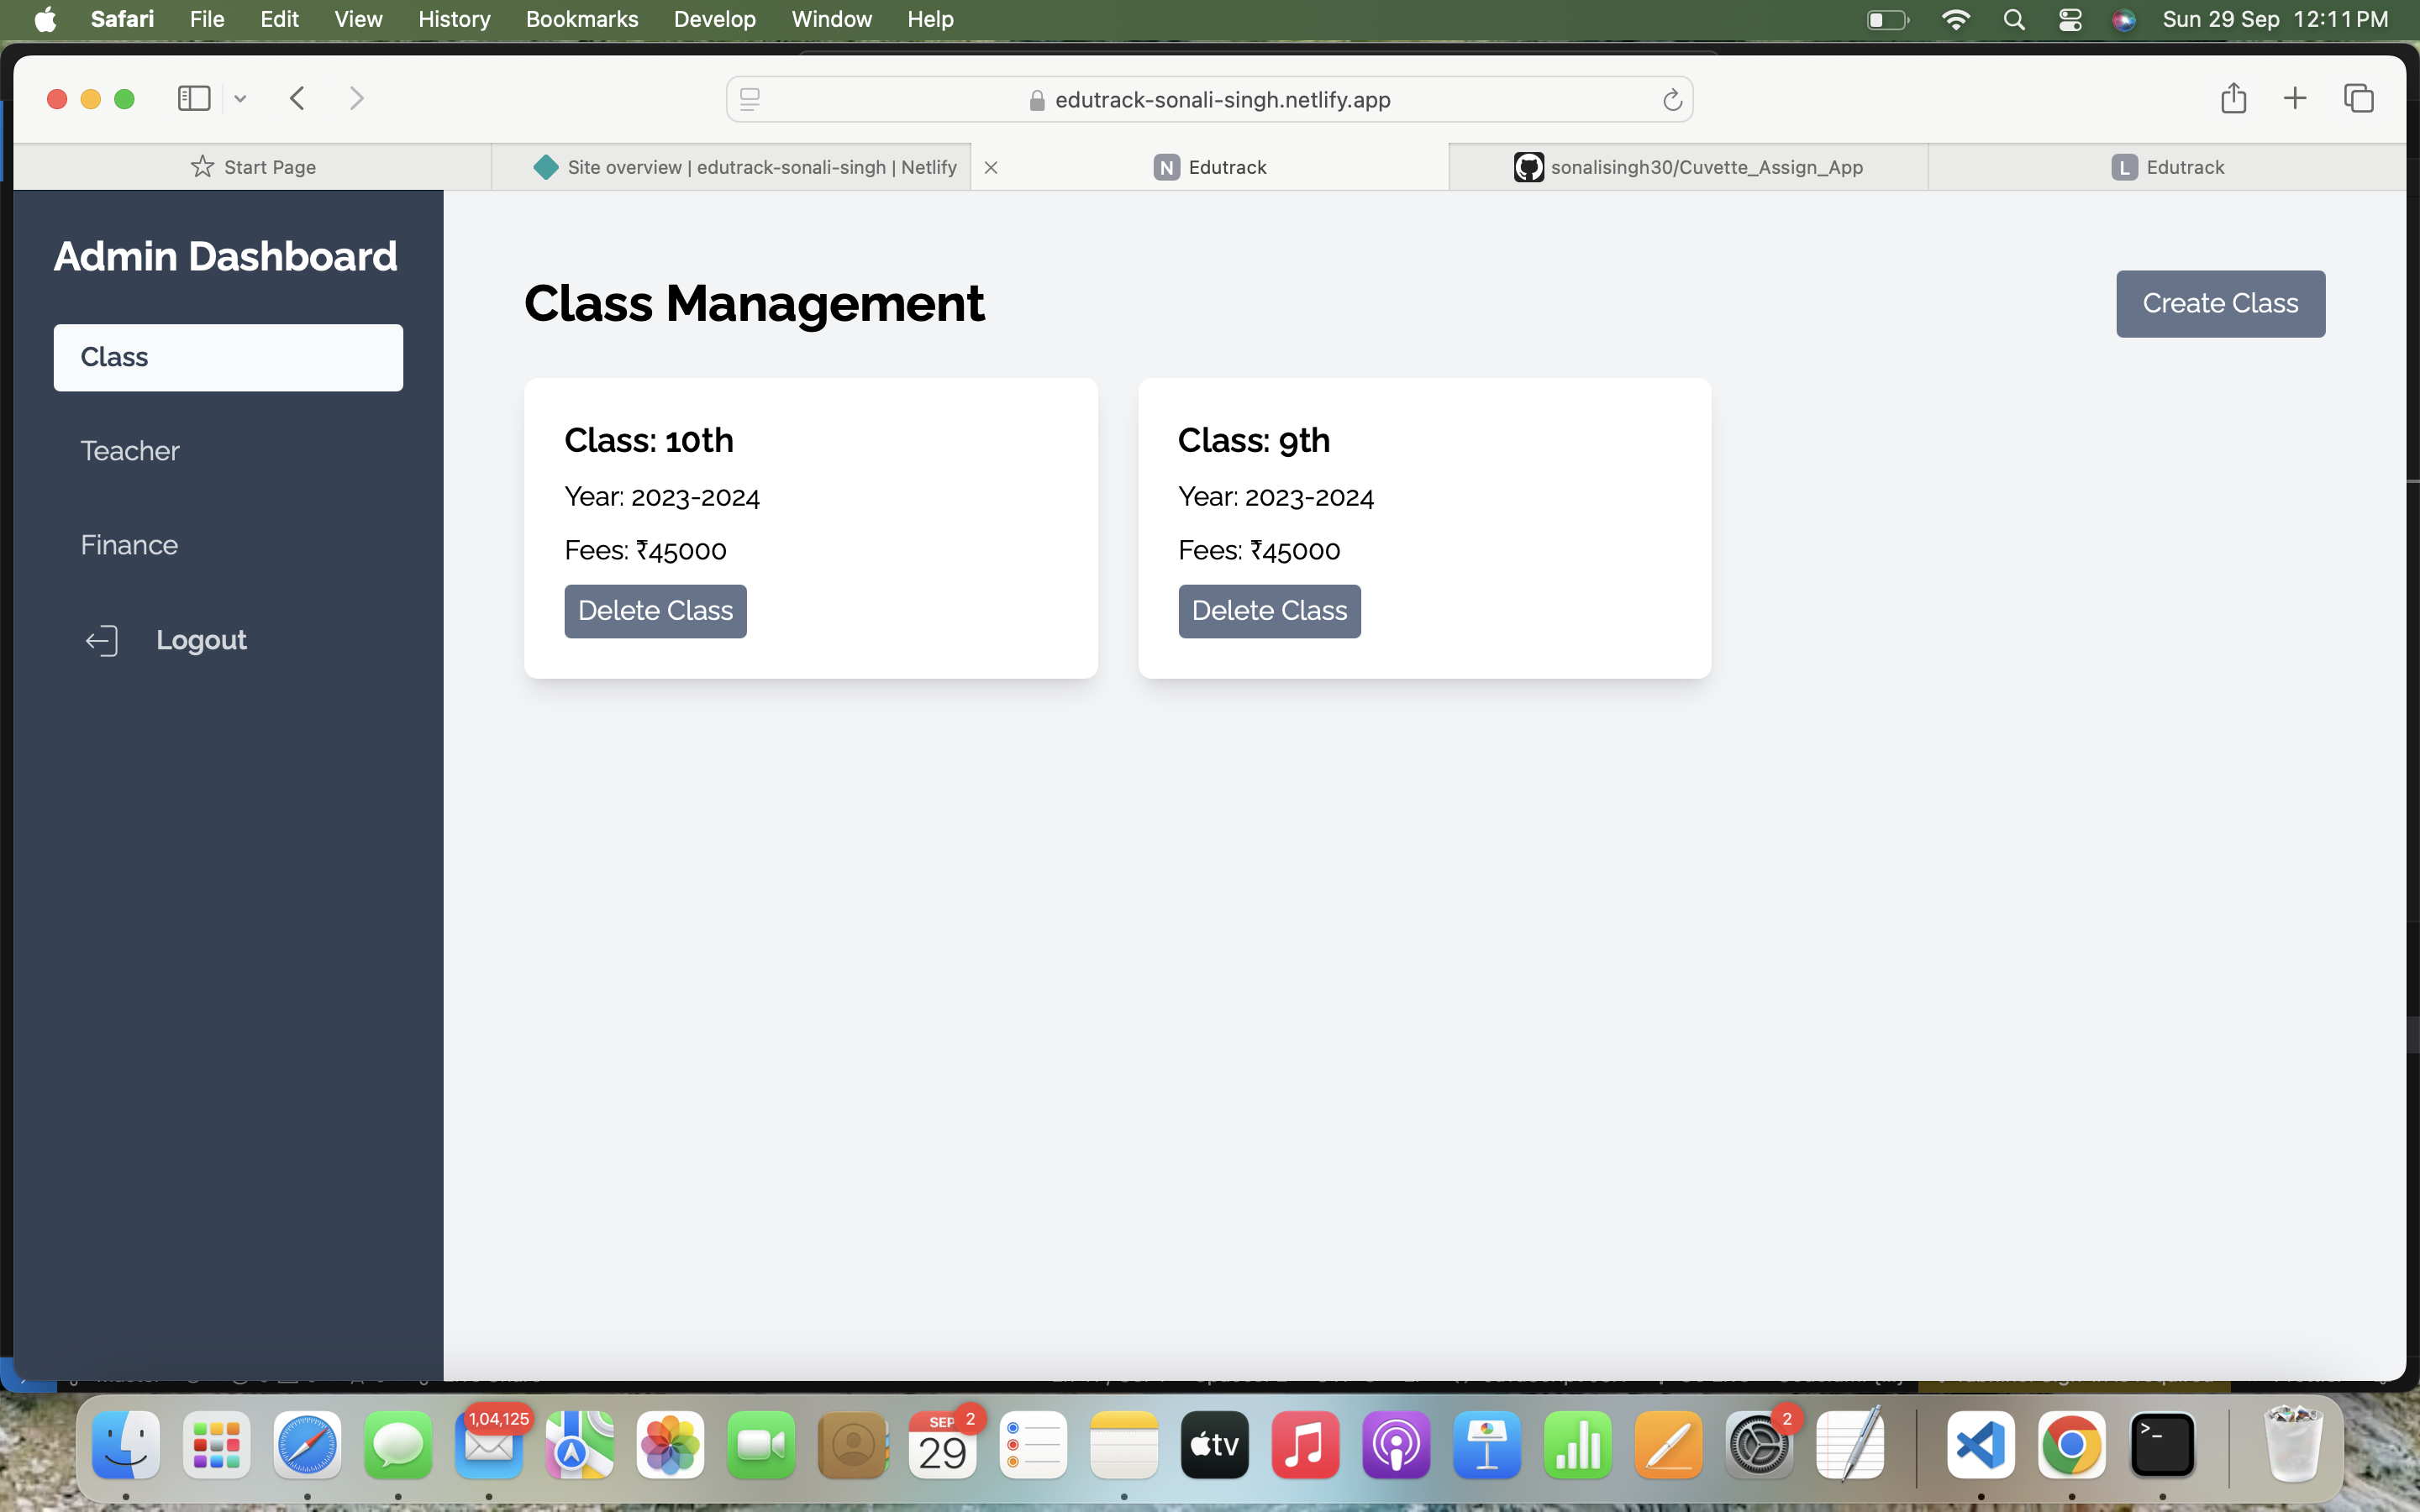 Safari File Edit View History Bookmarks Develop Window Help Sun 29 Sep 12:11 PM
edutrack-sonali-singh.netlify.app
Start Page Site overview | edutrack-sonali-singh | Netlify N Edutrack sonalisingh30/Cuvette_Assign_App L Edutrack
Admin Dashboard
Class
Teacher
Finance
Logout
Class Management
Create Class
Class: 10th
Year: 2023-2024
Fees: ₹45000
Delete Class
Class: 9th
Year: 2023-2024
Fees: ₹45000
Delete Class
1,04,125
SEP 2
29
tv
2
>_